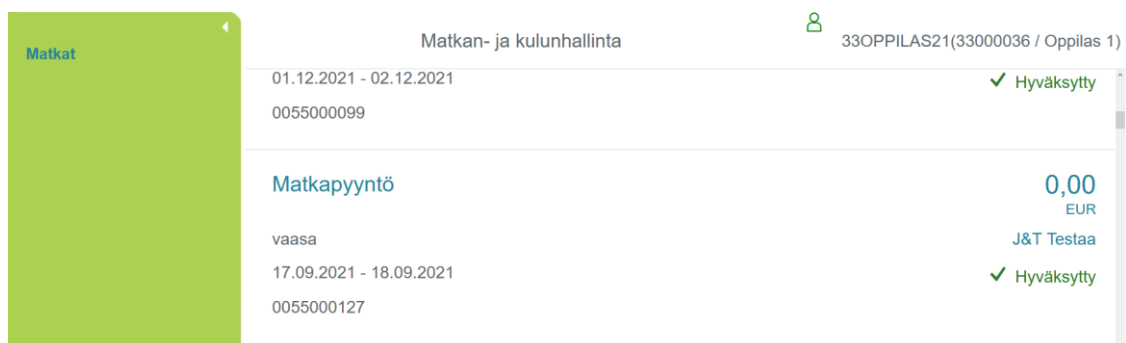 Matkat
Matkan- ja kulunhallinta
33OPPILAS21(33000036 / Oppilas 1)
01.12.2021 - 02.12.2021
Hyväksytty
0055000099
Matkapyyntö
0,00
EUR
vaasa
J&T Testaa
17.09.2021 - 18.09.2021
Hyväksytty
0055000127